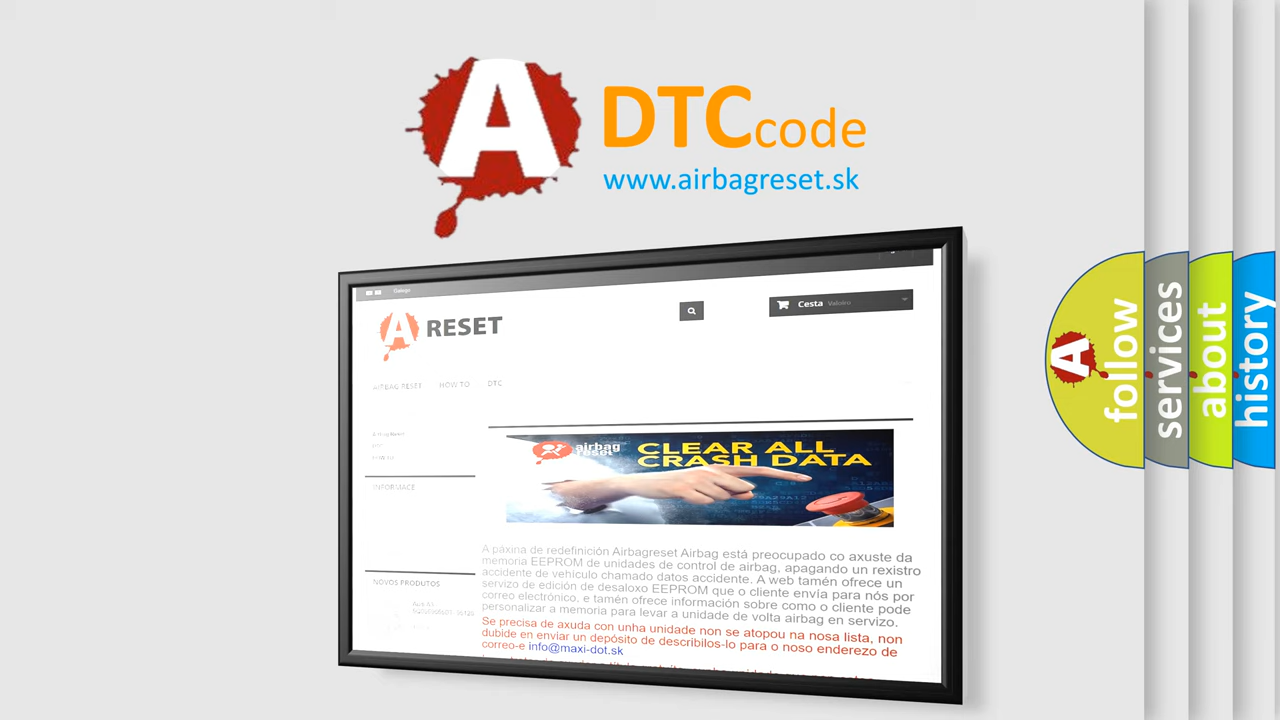 A DTC code
www.airbagreset.sk
Galego
A RESET
Cesta Valeiro
AIRBAG RESET HOW TO DTC
INFORMACE
airbag
reset
CLEAR ALL
CRASH DATA
A páxina de redefinición Airbagreset Airbag está preocupado co axuste da
memoria EEPROM de unidades de control de airbag, apagando un rexistro
accidente de vehículo chamado datos accidente. A web tamén ofrece un
servizo de edición de desaloxo EEPROM que o cliente envía para nós por
correo electrónico, e tamén ofrece información sobre como o cliente pode
personalizar a memoria para levar a unidade de volta airbag en servizo.
Se precisa de axuda con unha unidade non se atopou na nosa lista, non
dubide en enviar un depósito de describilos-lo para o noso enderezo de
correo-e info@maxi-dot.sk
NOVOS PRODUTOS
A
follow
services
about
history